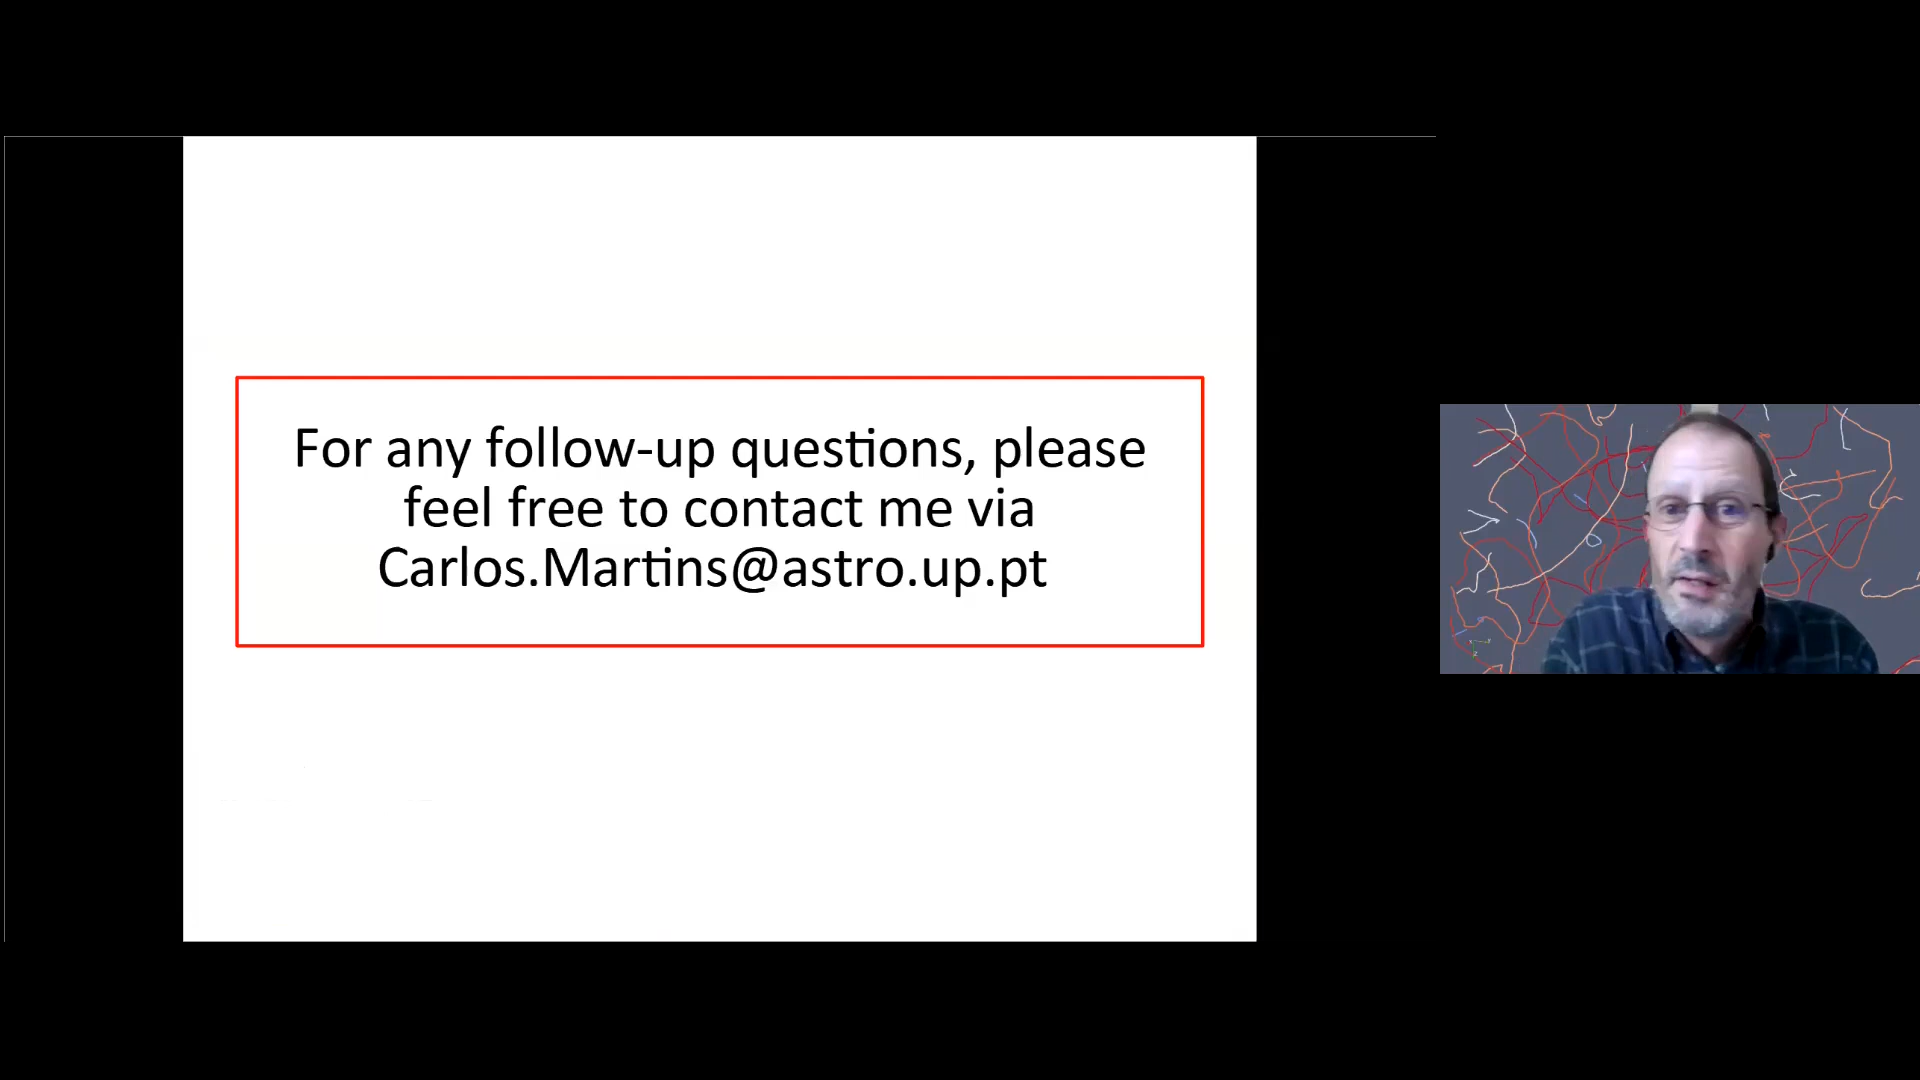 For any follow-up questions, please
feel free to contact me via
Carlos.Martins@astro.up.pt